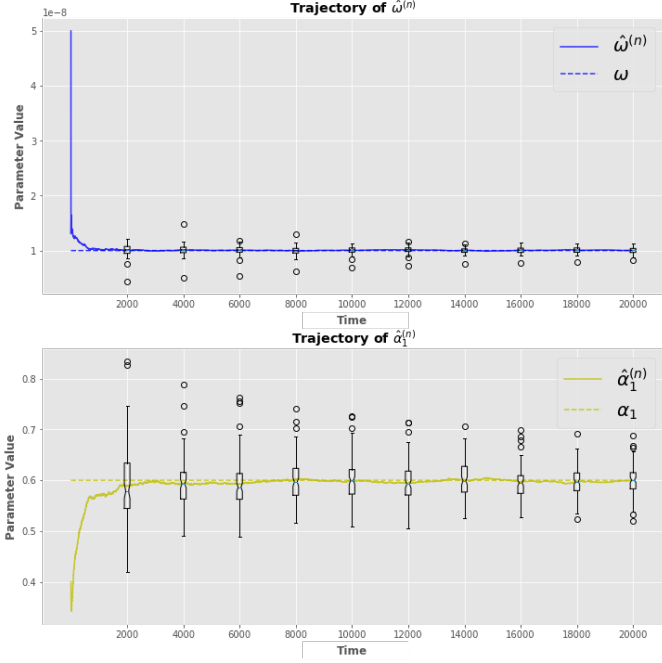 Trajectory of ω̂⁽ⁿ⁾
1e−8
5
4
3
2
1
Parameter Value
ω̂⁽ⁿ⁾
ω
2000 4000 6000 8000 10000 12000 14000 16000 18000 20000
Time
Trajectory of α̂₁⁽ⁿ⁾
0.8
0.7
0.6
0.5
0.4
Parameter Value
α̂₁⁽ⁿ⁾
α₁
2000 4000 6000 8000 10000 12000 14000 16000 18000 20000
Time